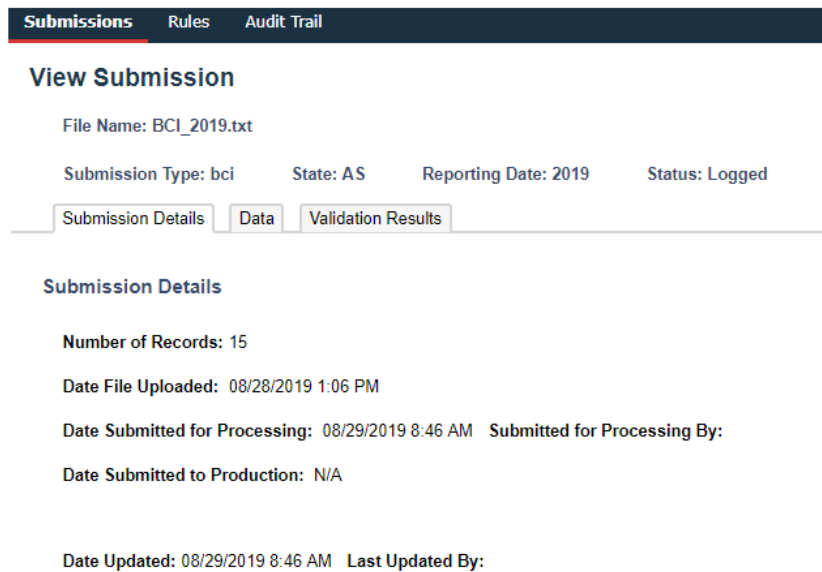 Submissions Rules Audit Trail
View Submission
File Name: BCI_2019.txt
Submission Type: bci State: AS Reporting Date: 2019 Status: Logged
Submission Details Data Validation Results
Submission Details
Number of Records: 15
Date File Uploaded: 08/28/2019 1:06 PM
Date Submitted for Processing: 08/29/2019 8:46 AM Submitted for Processing By:
Date Submitted to Production: N/A
Date Updated: 08/29/2019 8:46 AM Last Updated By: